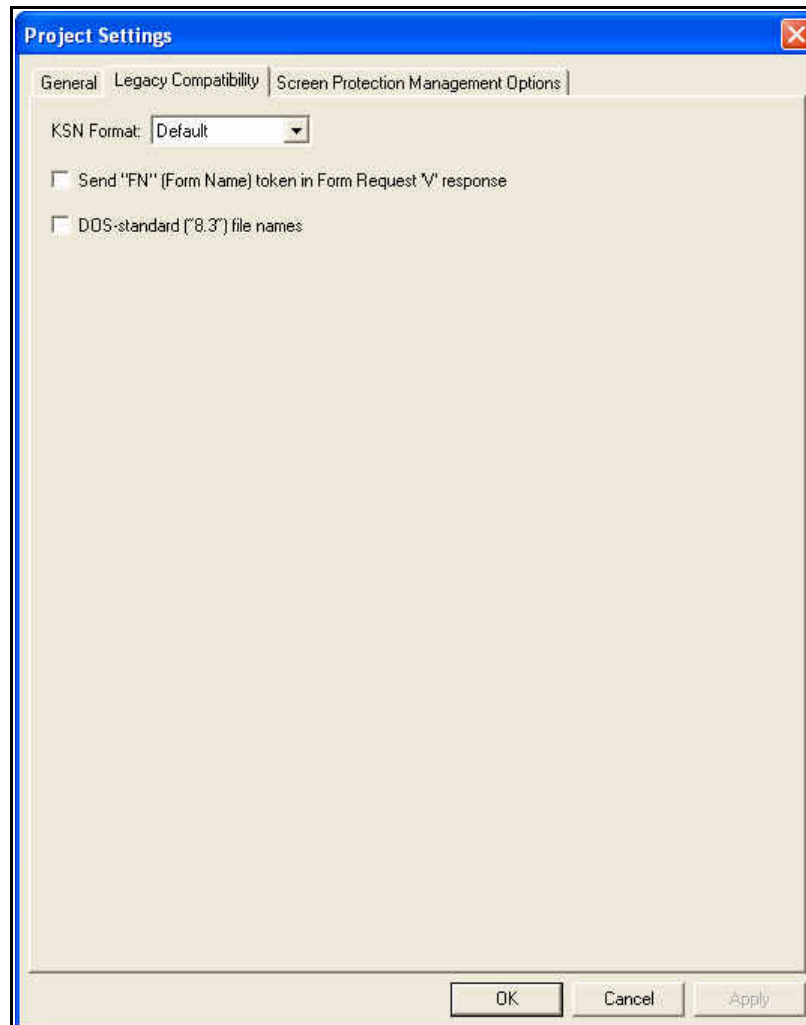 Project Settings
General Legacy Compatibility Screen Protection Management Options
KSN Format: Default
Send "FN" (Form Name) token in Form Request 'V' response
DOS-standard ("8.3") file names
OK Cancel Apply